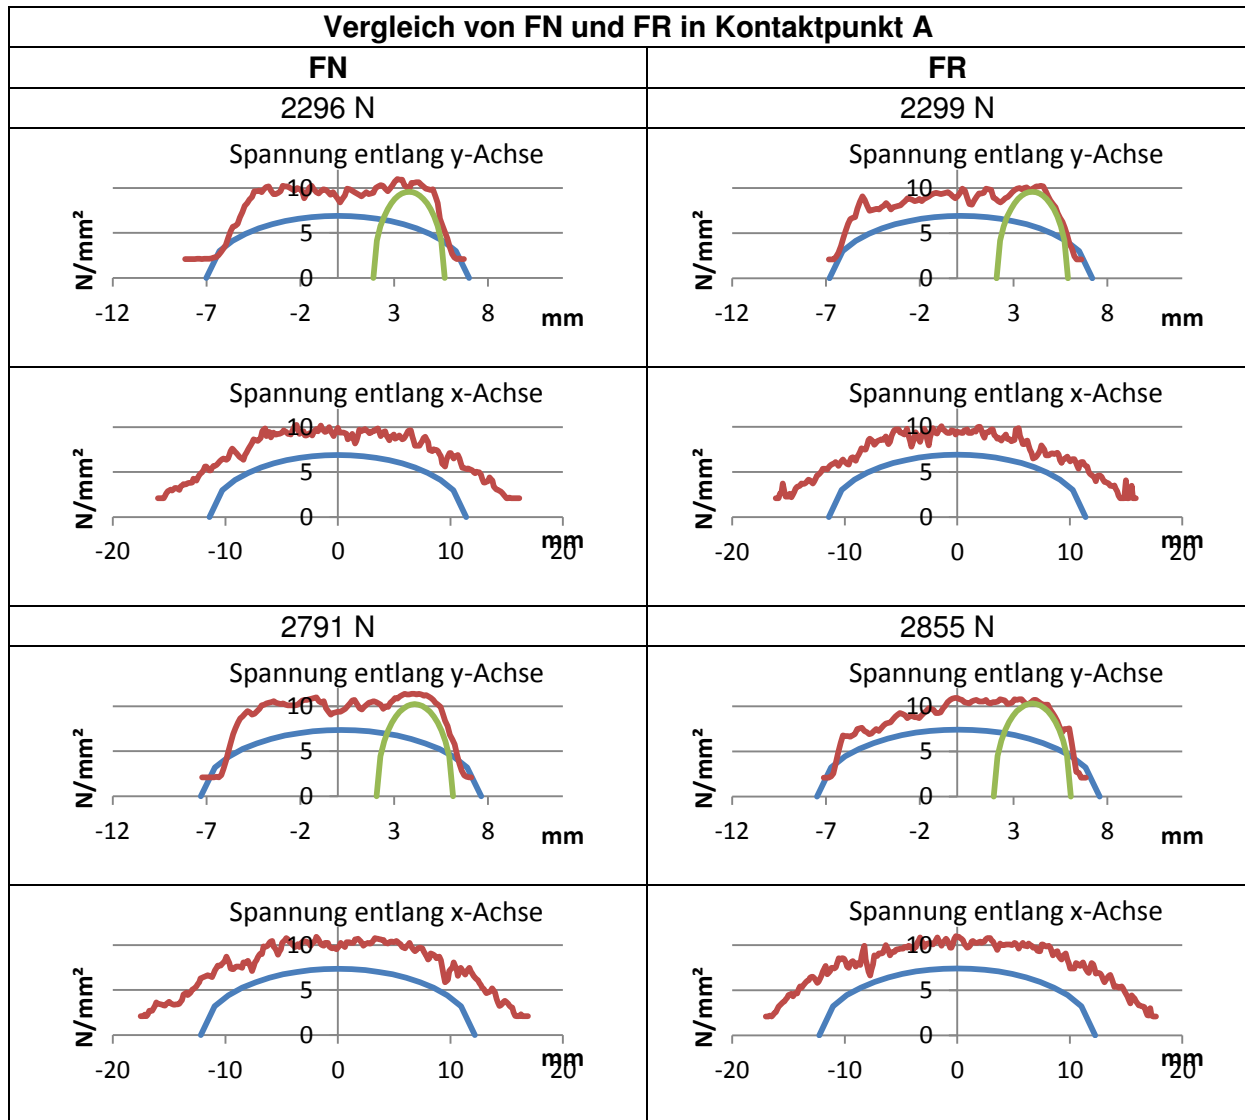 Vergleich von FN und FR in Kontaktpunkt A
FN FR
2296 N 2299 N
Spannung entlang y-Achse
N/mm²
10
5
0
-12 -7 -2 3 8 mm
Spannung entlang y-Achse
N/mm²
10
5
0
-12 -7 -2 3 8 mm
Spannung entlang x-Achse
N/mm²
10
5
0
-20 -10 0 10 20 mm
Spannung entlang x-Achse
N/mm²
10
5
0
-20 -10 0 10 20 mm
2791 N 2855 N
Spannung entlang y-Achse
N/mm²
10
5
0
-12 -7 -2 3 8 mm
Spannung entlang y-Achse
N/mm²
10
5
0
-12 -7 -2 3 8 mm
Spannung entlang x-Achse
N/mm²
10
5
0
-20 -10 0 10 20 mm
Spannung entlang x-Achse
N/mm²
10
5
0
-20 -10 0 10 20 mm